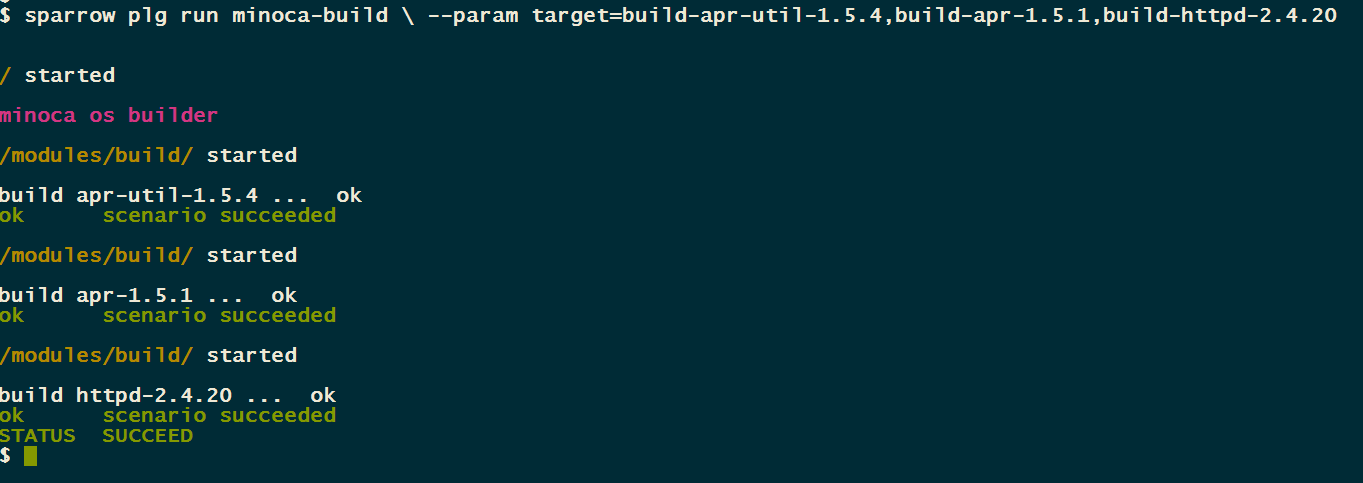 $ sparrow plg run minoca-build \ --param target=build-apr-util-1.5.4,build-apr-1.5.1,build-httpd-2.4.20
/ started
minoca os builder
/modules/build/ started
build apr-util-1.5.4 ...  ok
ok      scenario succeeded
/modules/build/ started
build apr-1.5.1 ...  ok
ok      scenario succeeded
/modules/build/ started
build httpd-2.4.20 ...  ok
ok      scenario succeeded
STATUS  SUCCEED
$